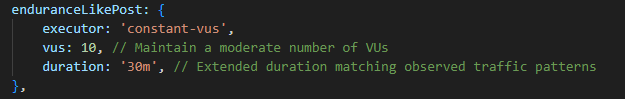 enduranceLikePost: {
    executor: 'constant-vus',
    vus: 10, // Maintain a moderate number of VUs
    duration: '30m', // Extended duration matching observed traffic patterns
},